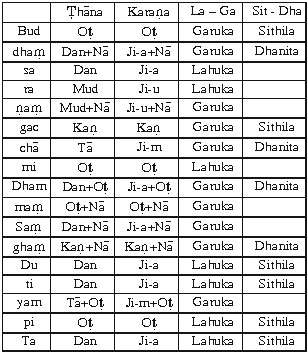 Ṭhāna Karaṇa La – Ga Sit - Dha
Bud Oṭ Oṭ Garuka Sithila
dhaṃ Dan+Nā Ji-a+Nā Garuka Dhanita
sa Dan Ji-a Lahuka
ra Mud Ji-u Lahuka
ṇaṃ Mud+Nā Ji-u+Nā Garuka
gac Kaṇ Kaṇ Garuka Sithila
chā Tā Ji-m Garuka Dhanita
mi Oṭ Oṭ Lahuka
Dham Dan+Oṭ Ji-a+Oṭ Garuka Dhanita
maṃ Oṭ+Nā Oṭ+Nā Garuka
Saṃ Dan+Nā Ji-a+Nā Garuka
ghaṃ Kaṇ+Nā Kaṇ+Nā Garuka Dhanita
Du Dan Ji-a Lahuka Sithila
ti Dan Ji-a Lahuka Sithila
yam Tā+Oṭ Ji-m+Oṭ Garuka
pi Oṭ Oṭ Lahuka Sithila
Ta Dan Ji-a Lahuka Sithila